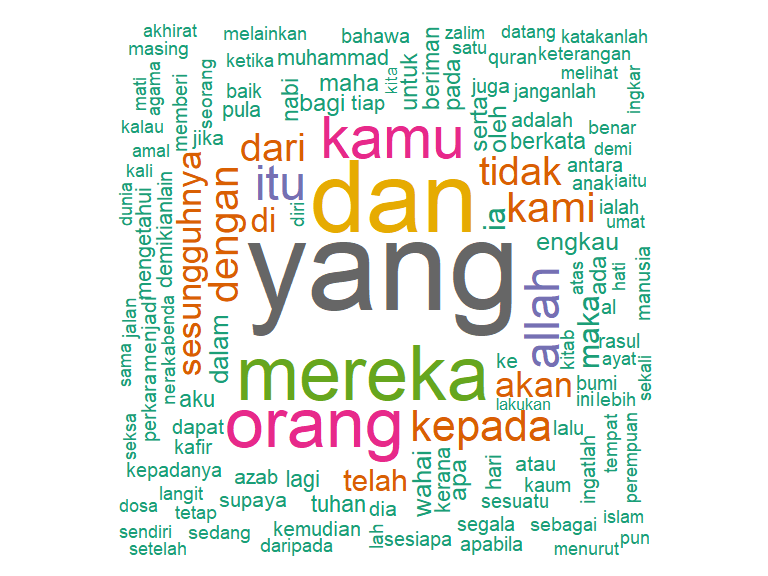 akhirat
melainkan
bahawa
zalim
datang
katakanlah
masing
ketika
muhammad
satu
quran
keterangan
mati
agama
memberi
seorang
baik
pula
nabi
bagi
maha
tiap
kita
untuk
beriman
pada
juga
janganlah
melihat
ingkar
kalau
jika
dari
kamu
serta
oleh
adalah
berkata
benar
amal
demi
kali
itu
dan
tidak
antara
anak
iaitu
dunia
mengetahui
demikian
lain
sesungguhnya
dengan
di
diri
ia
kami
ialah
umat
yang
engkau
allah
atas
ada
hati
manusia
al
sama
jalan
menjadi
perkara
neraka
benda
dalam
mereka
ke
kitab
maka
rasul
ayat
sekali
akan
bumi
ini
lebih
aku
lakukan
seksa
dapat
orang
kepada
lalu
kafir
tempat
perempuan
kepadanya
azab
lagi
telah
wahai
kerana
apa
hari
atau
kaum
ingatlah
dosa
langit
supaya
tuhan
dia
sesuatu
tetap
sendiri
sedang
kemudian
lah
sesiapa
segala
sebagai
islam
setelah
daripada
apabila
menurut
pun